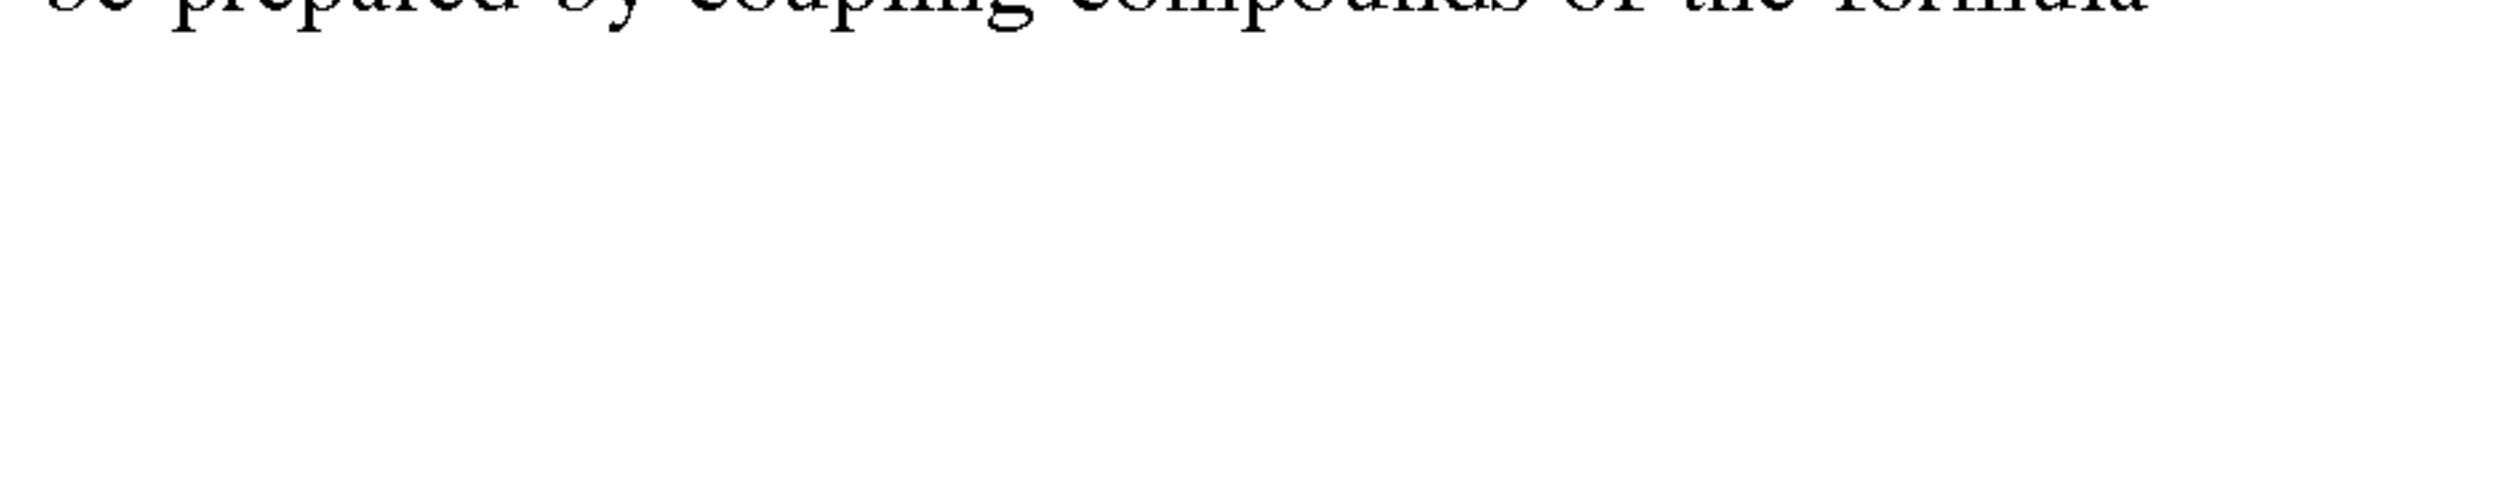 be prepared by coupling compounds of the formula